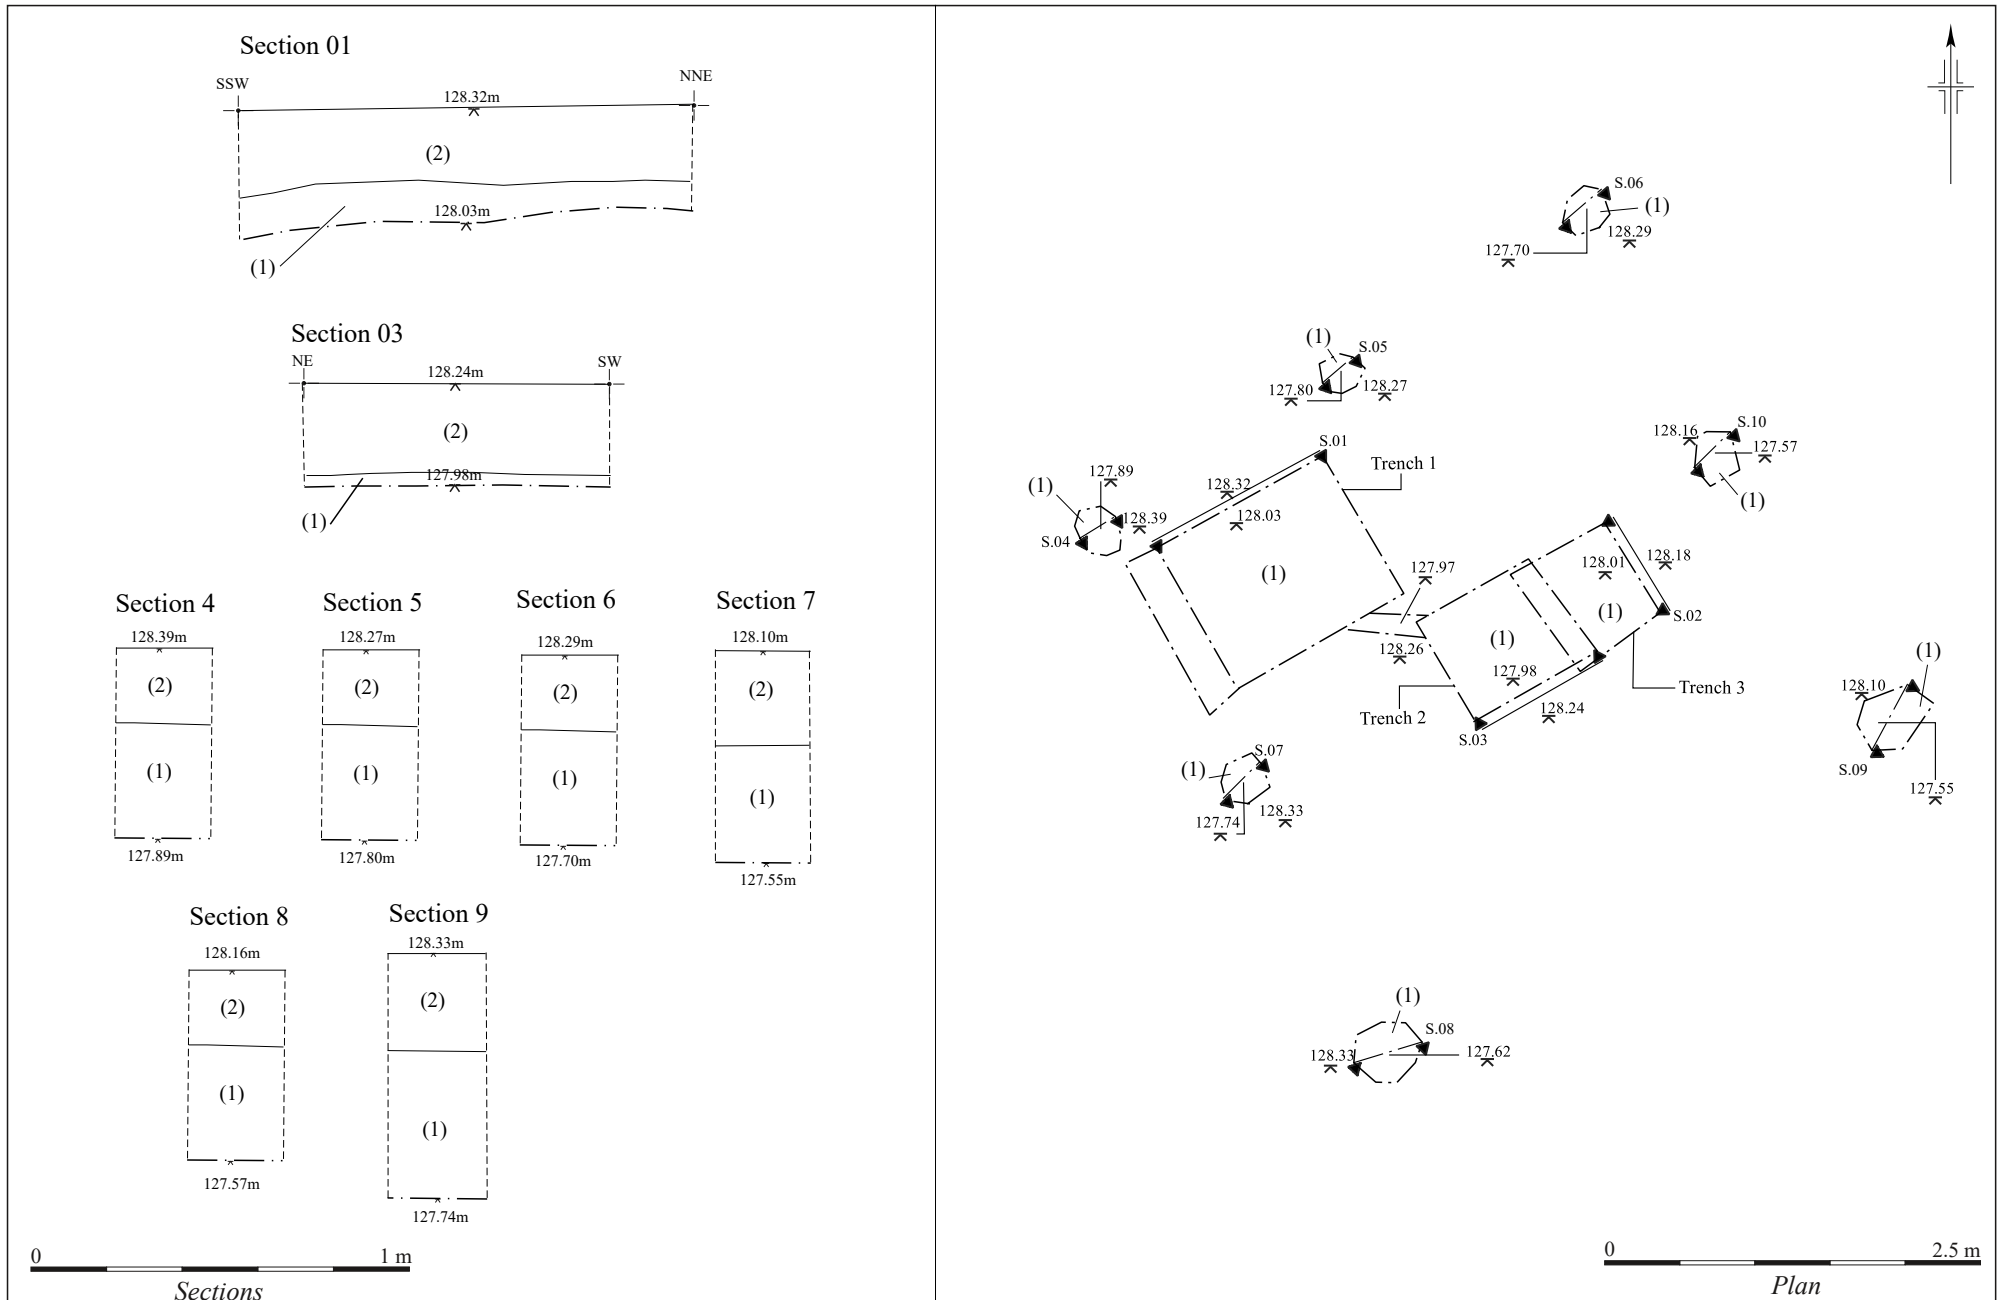 Section 01
SSW
NNE
128.32m
(2)
128.03m
(1)
Section 03
NE
SW
128.24m
(2)
127.98m
(1)
Section 4
128.39m
(2)
(1)
127.89m
Section 5
128.27m
(2)
(1)
127.80m
Section 6
128.29m
(2)
(1)
127.70m
Section 7
128.10m
(2)
(1)
127.55m
Section 8
128.16m
(2)
(1)
127.57m
Section 9
128.33m
(2)
(1)
127.74m
0 1 m
Sections
S.06
(1)
128.29
127.70
(1)
S.05
127.80
128.27
S.10
128.16
127.57
(1)
S.01
Trench 1
127.89
(1)
128.39
S.04
128.32
128.03
(1)
127.97
128.26
128.01
128.18
(1)
S.02
(1)
127.98
128.24
Trench 2
Trench 3
S.03
(1)
128.10
S.09
127.55
S.07
(1)
127.74
128.33
(1)
S.08
128.33
127.62
0 2.5 m
Plan